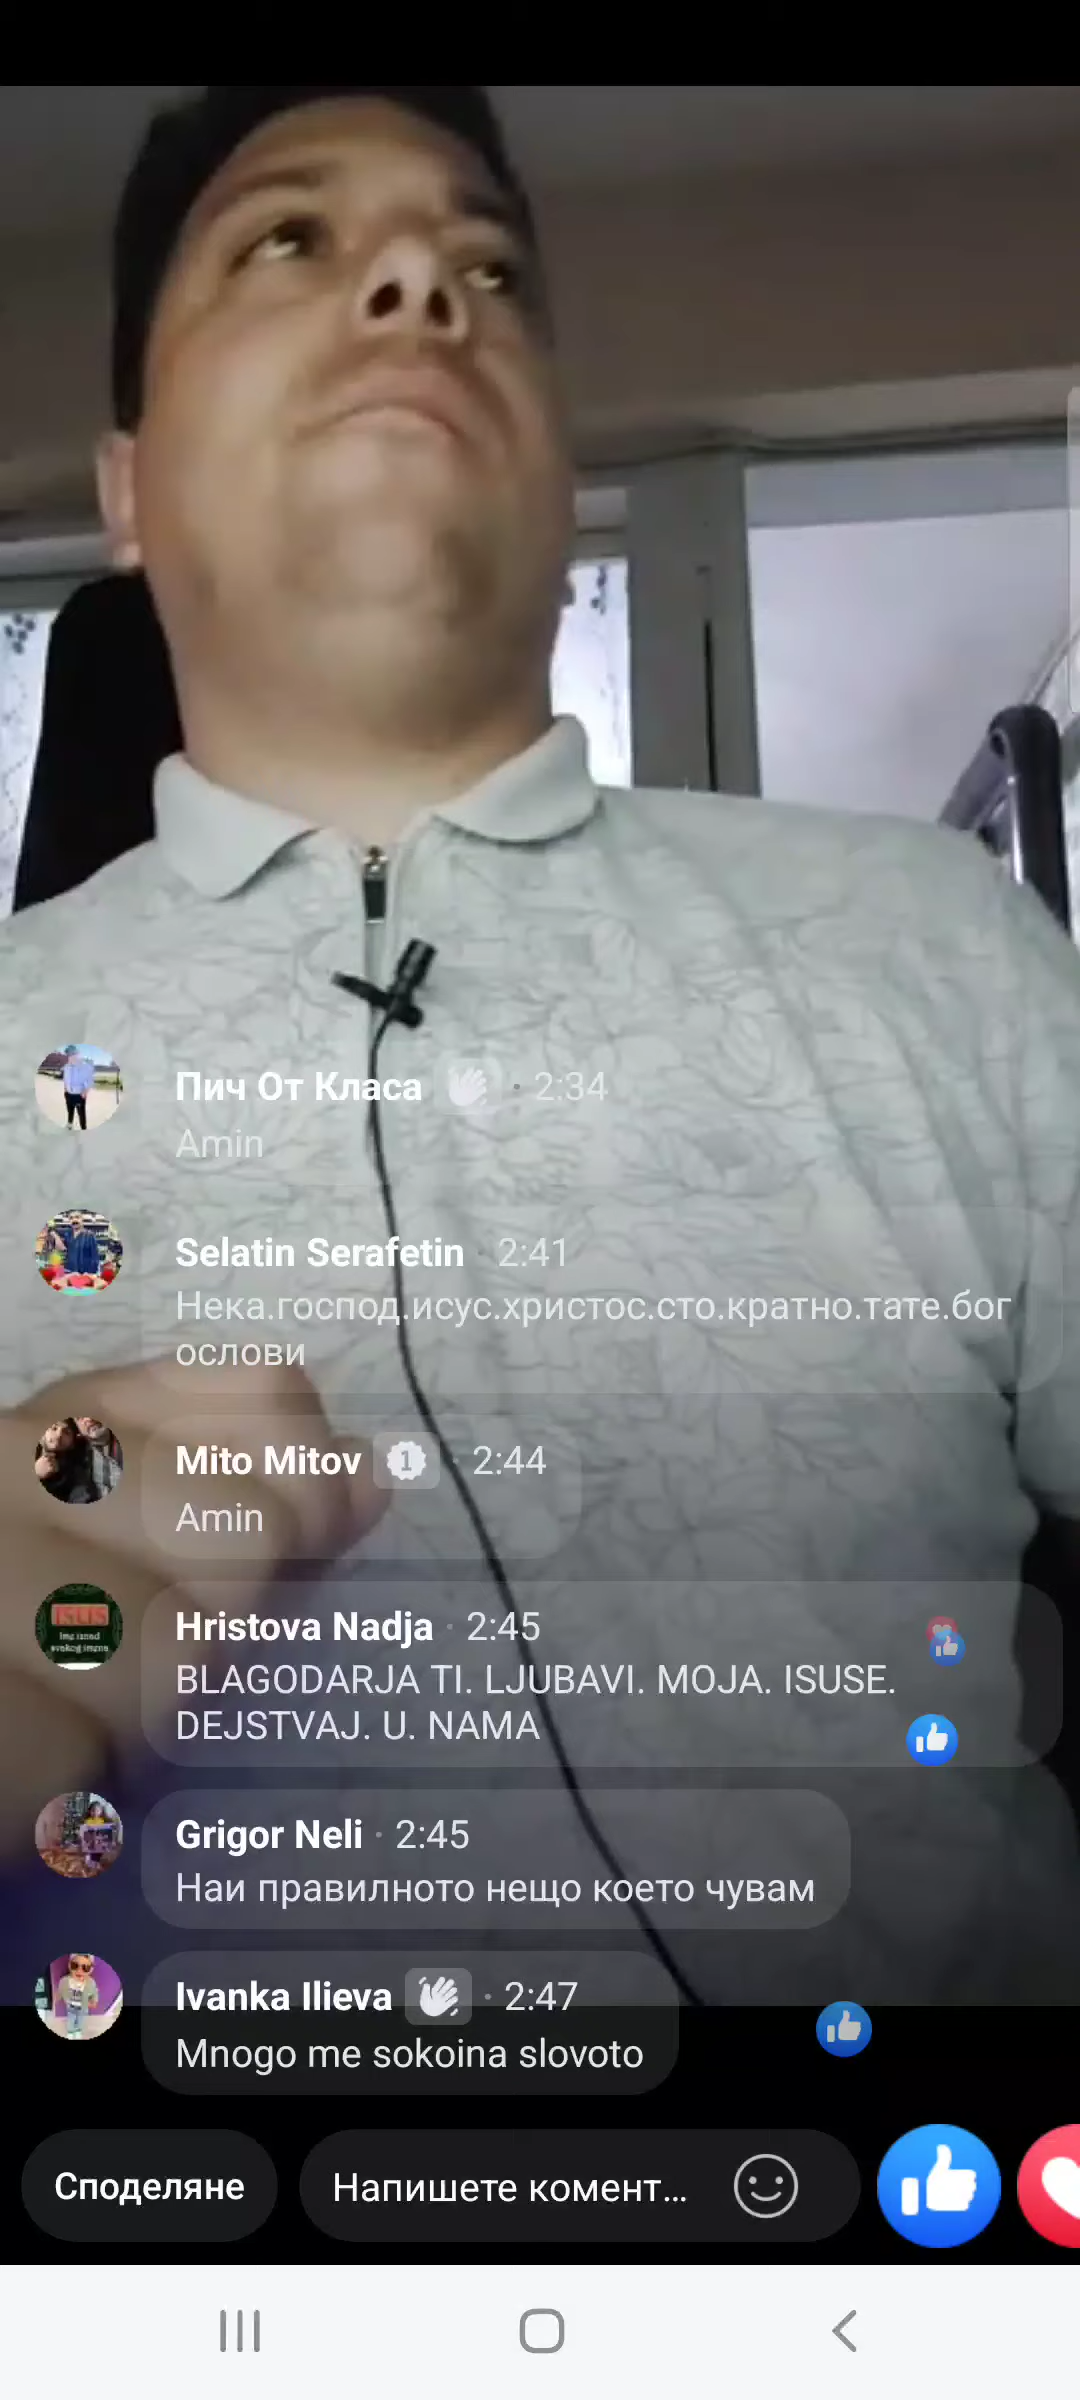 Пич От Класа · 2:34
Amin
Selatin Serafetin · 2:41
Нека.господ.исус.христос.сто.кратно.тате.бог
ослови
Mito Mitov 1 · 2:44
Amin
ISUS
Hristova Nadja · 2:45
BLAGODARJA TI. LJUBAVI. MOJA. ISUSE.
DEJSTVAJ. U. NAMA
Grigor Neli · 2:45
Наи правилното нещо което чувам
Ivanka Ilieva · 2:47
Mnogo me sokoina slovoto
Споделяне
Напишете комент...